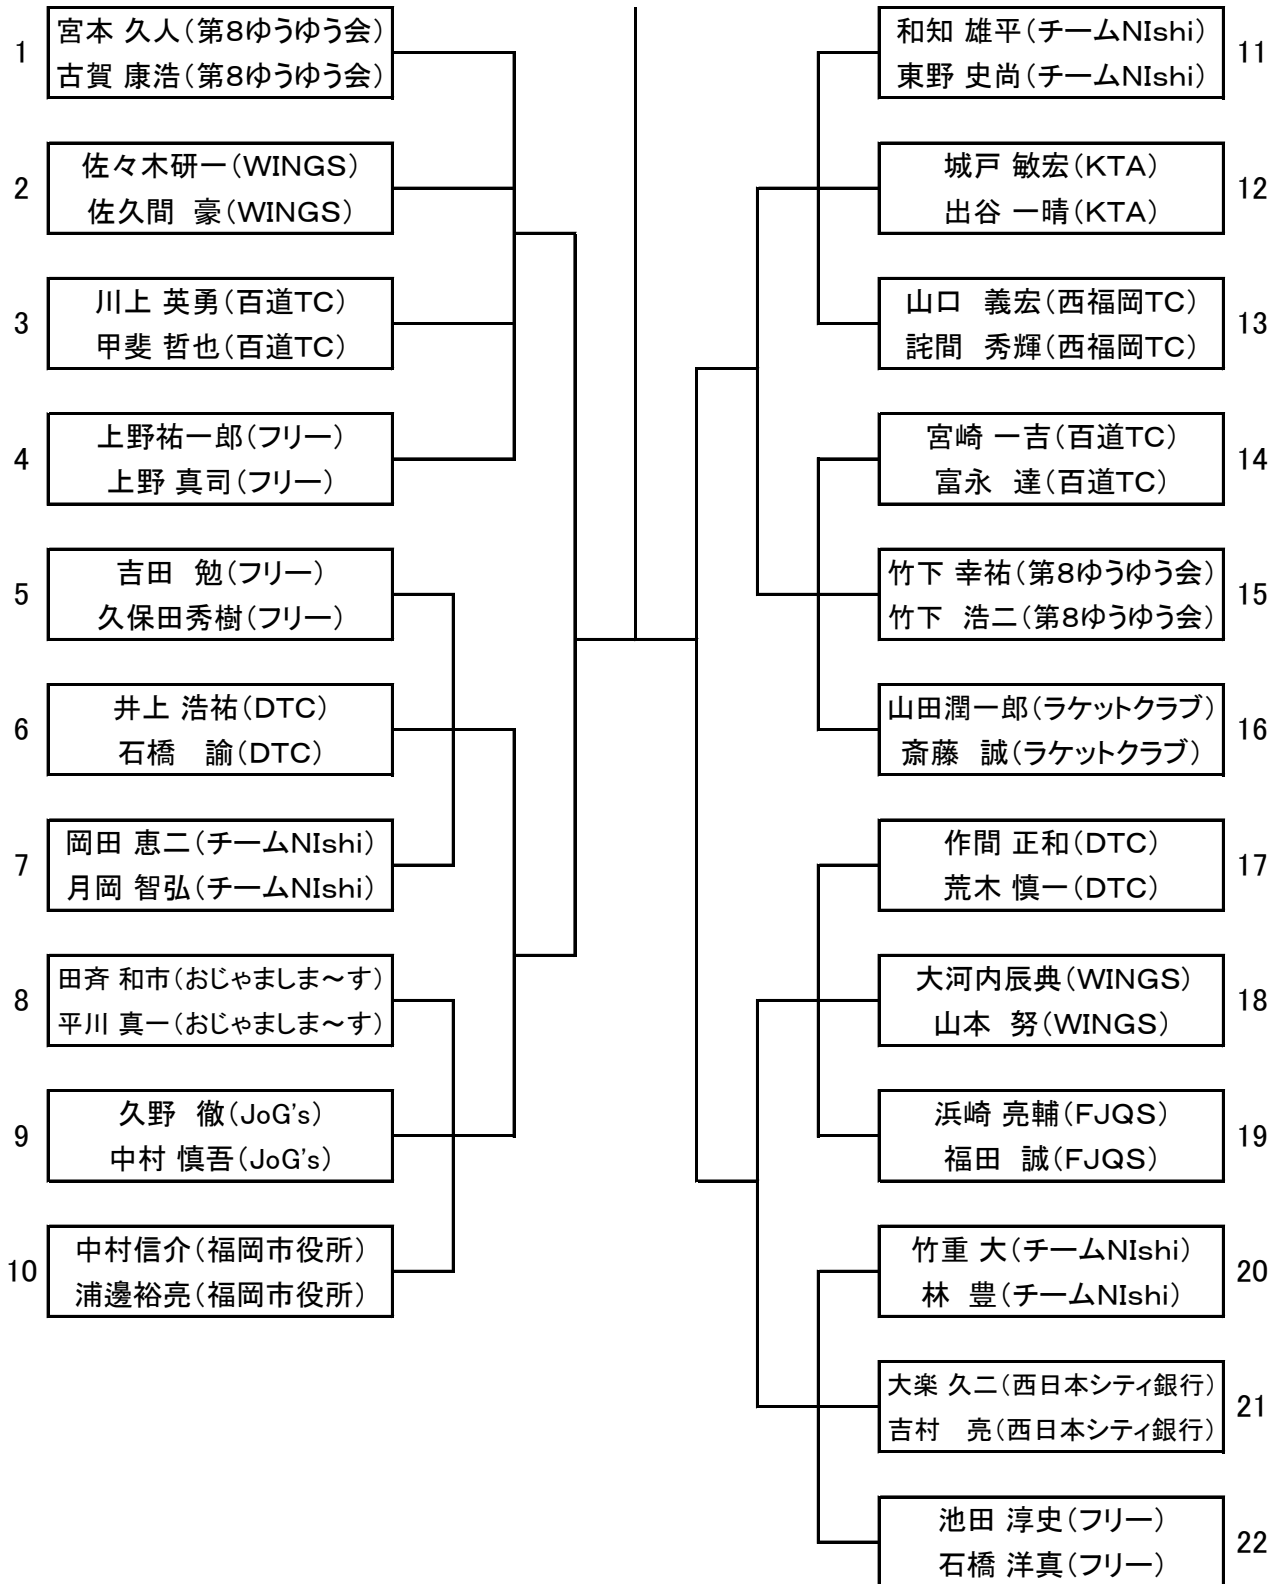 1
宮本 久人(第8ゆうゆう会)
古賀 康浩(第8ゆうゆう会)
2
佐々木研一(WINGS)
佐久間 豪(WINGS)
3
川上 英勇(百道TC)
甲斐 哲也(百道TC)
4
上野祐一郎(フリー)
上野 真司(フリー)
5
吉田 勉(フリー)
久保田秀樹(フリー)
6
井上 浩祐(DTC)
石橋 諭(DTC)
7
岡田 恵二(チームNIshi)
月岡 智弘(チームNIshi)
8
田斉 和市(おじゃましま～す)
平川 真一(おじゃましま～す)
9
久野 徹(JoG's)
中村 慎吾(JoG's)
10
中村信介(福岡市役所)
浦邊裕亮(福岡市役所)
和知 雄平(チームNIshi)
東野 史尚(チームNIshi)
11
城戸 敏宏(KTA)
出谷 一晴(KTA)
12
山口 義宏(西福岡TC)
詫間 秀輝(西福岡TC)
13
宮崎 一吉(百道TC)
富永 達(百道TC)
14
竹下 幸祐(第8ゆうゆう会)
竹下 浩二(第8ゆうゆう会)
15
山田潤一郎(ラケットクラブ)
斎藤 誠(ラケットクラブ)
16
作間 正和(DTC)
荒木 慎一(DTC)
17
大河内辰典(WINGS)
山本 努(WINGS)
18
浜崎 亮輔(FJQS)
福田 誠(FJQS)
19
竹重 大(チームNIshi)
林 豊(チームNIshi)
20
大楽 久二(西日本シティ銀行)
吉村 亮(西日本シティ銀行)
21
池田 淳史(フリー)
石橋 洋真(フリー)
22